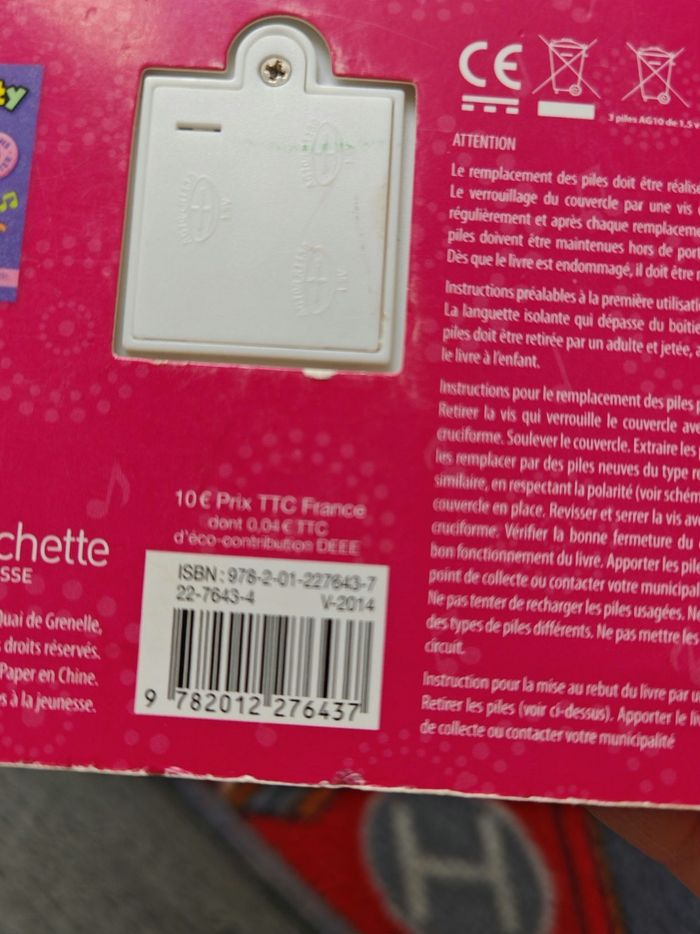 ty
CE
3 piles AG10 de 1,5 v
ATTENTION
Le remplacement des piles doit être réalis
Le verrouillage du couvercle par une vis
régulièrement et après chaque remplaceme
piles doivent être maintenues hors de por
Dès que le livre est endommagé, il doit être r
Instructions préalables à la première utilisati
La languette isolante qui dépasse du boit
piles doit être retirée par un adulte et jetée, a
le livre à l'enfant.
Instructions pour le remplacement des piles p
Retirer la vis qui verrouille le couvercle ave
cruciforme. Soulever le couvercle. Extraire les p
les remplacer par des piles neuves du type r
similaire, en respectant la polarité (voir schém
couvercle en place. Revisser et serrer la vis a
cruciforme. Vérifier la bonne fermeture du
bon fonctionnement du livre. Apporter les pile
point de collecte ou contacter votre municipa
Ne pas tenter de recharger les piles usagées. N
des types de piles différents. Ne pas mettre les
circuit.
Instruction pour la mise au rebut du livre par
Retirer les piles (voir ci-dessus). Apporter le li
de collecte ou contacter votre municipalité
10 € Prix TTC France
dont 0,04 € TTC
d'éco-contribution DEEE
ISBN : 978-2-01-227643-7
22-7643-4 V-2014
9 782012 276437
chette
SSE
Quai de Grenelle,
s droits réservés.
Paper en Chine.
s à la jeunesse.
H